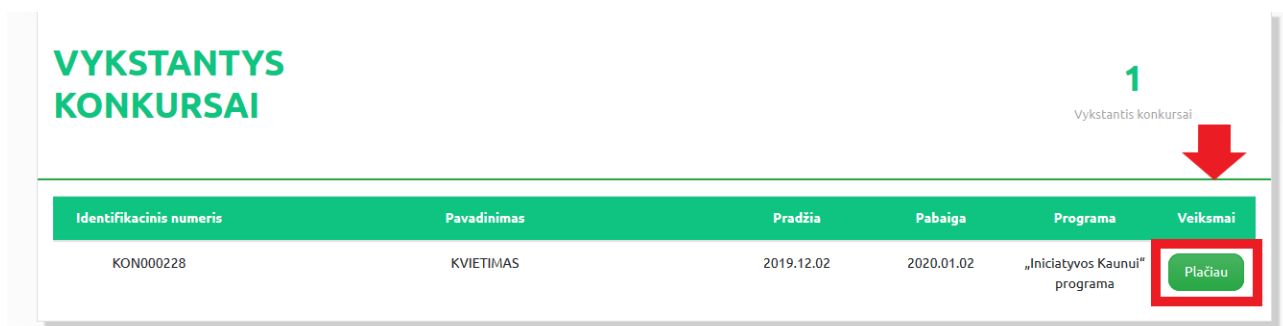 VYKSTANTYS
KONKURSAI
1
Vykstantis konkursai
Identifikacinis numeris Pavadinimas Pradžia Pabaiga Programa Veiksmai
KON000228 KVIETIMAS 2019.12.02 2020.01.02 „Iniciatyvos Kaunui“ Plačiau
programa